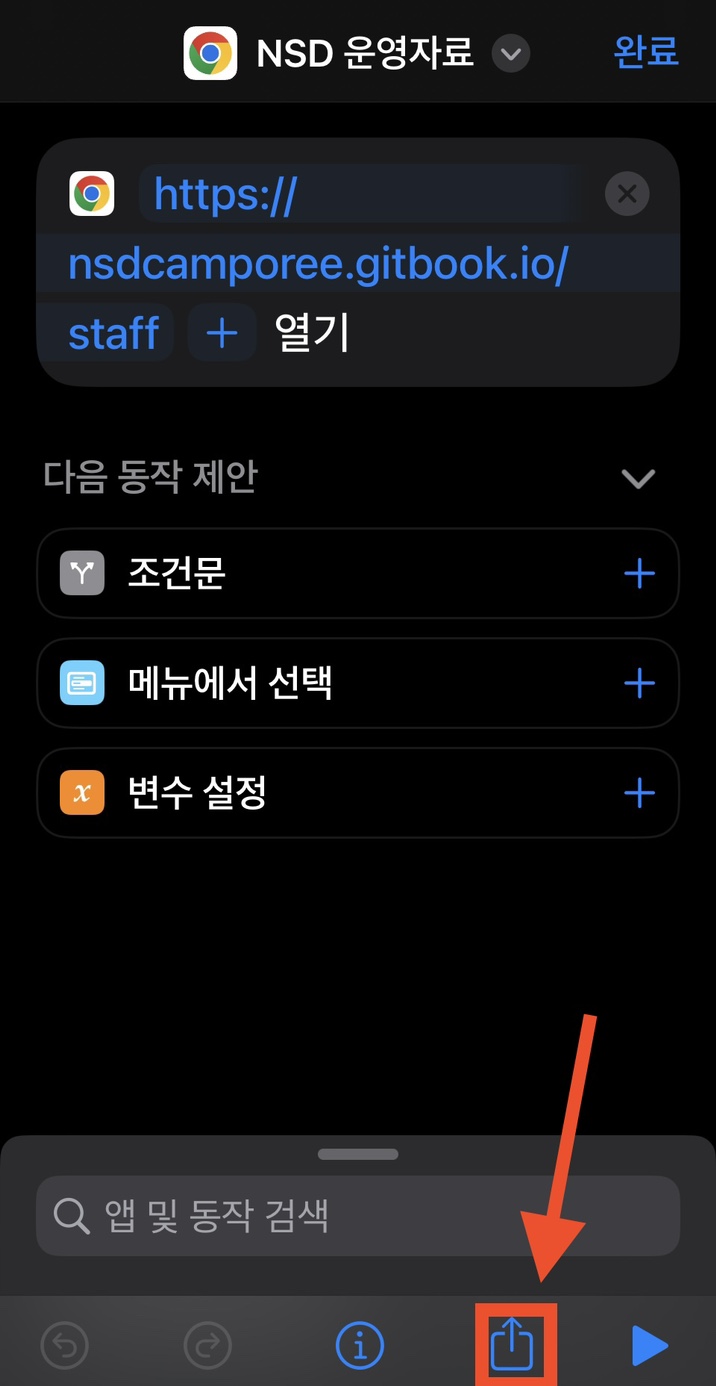 NSD 운영자료
완료
https://
nsdcamporee.gitbook.io/
staff + 열기
다음 동작 제안
조건문
메뉴에서 선택
x 변수 설정
앱 및 동작 검색